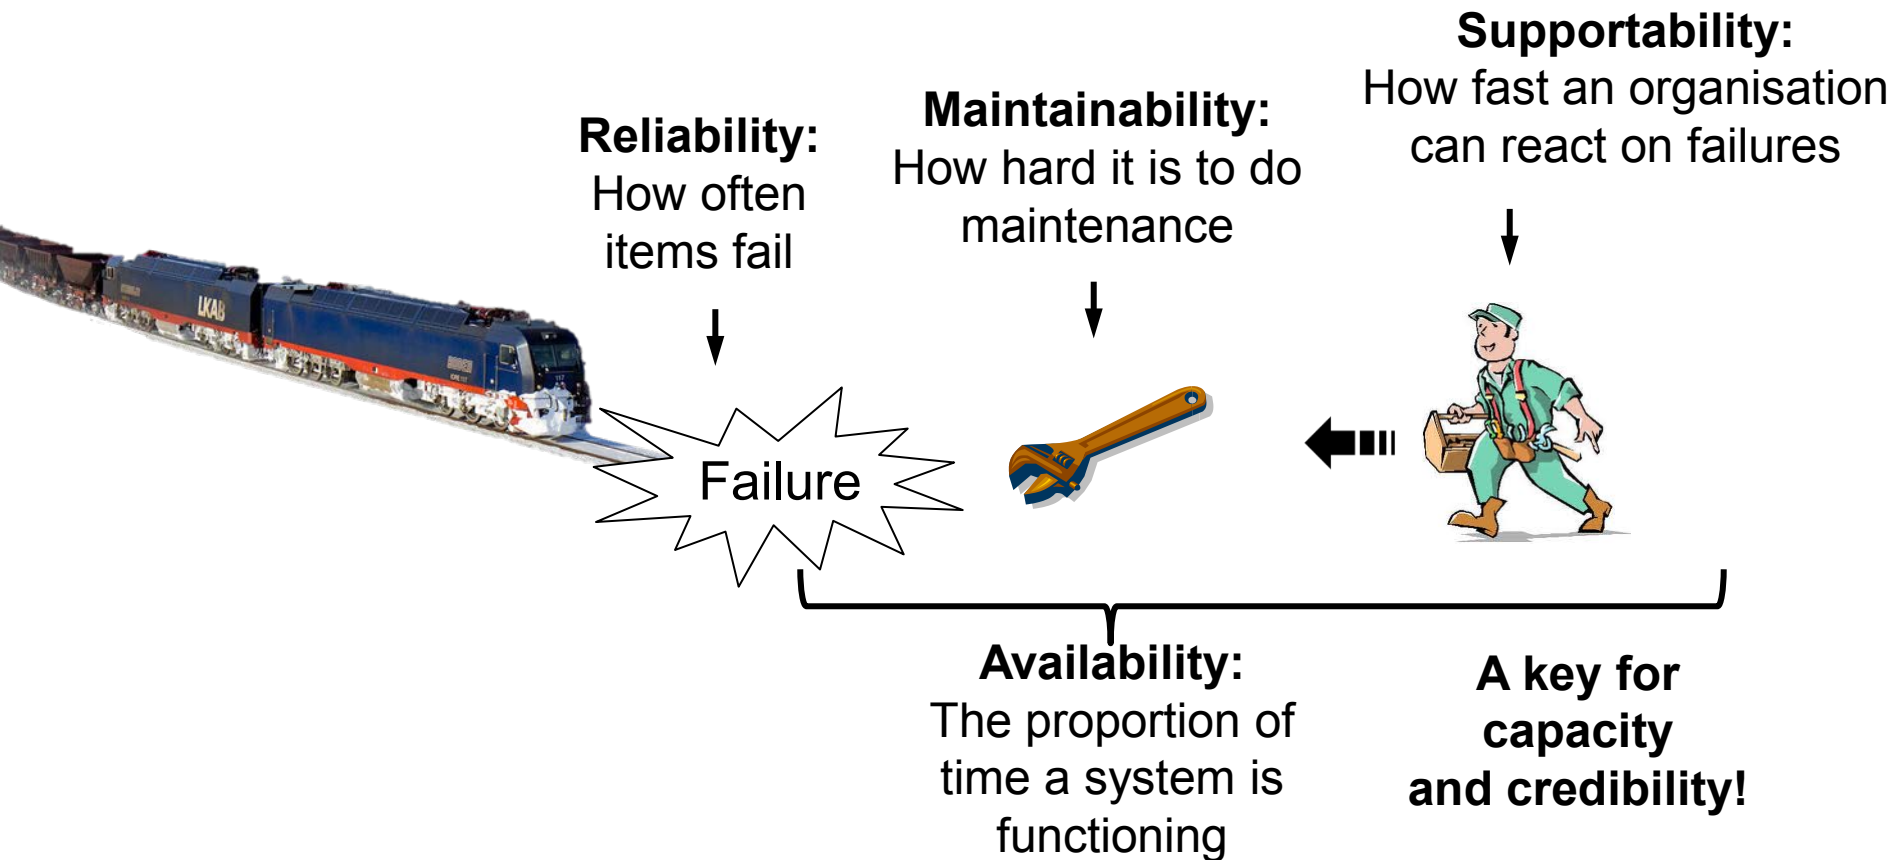 Reliability:
How often
items fail
Maintainability:
How hard it is to do
maintenance
Supportability:
How fast an organisation
can react on failures
LKAB
Failure
Availability:
The proportion of
time a system is
functioning
A key for
capacity
and credibility!